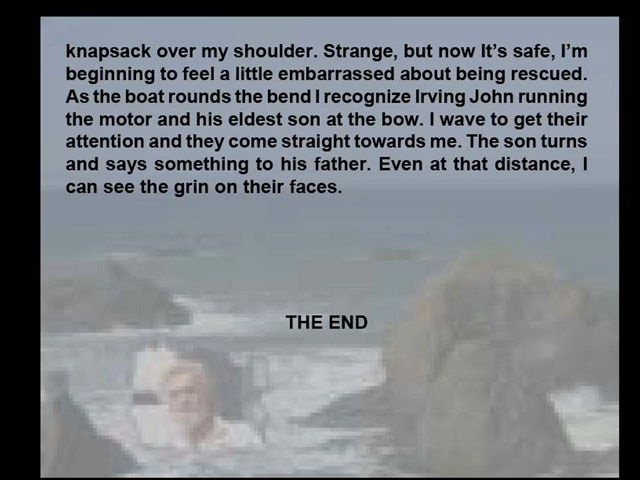 knapsack over my shoulder. Strange, but now It’s safe, I’m
beginning to feel a little embarrassed about being rescued.
As the boat rounds the bend I recognize Irving John running
the motor and his eldest son at the bow. I wave to get their
attention and they come straight towards me. The son turns
and says something to his father. Even at that distance, I
can see the grin on their faces.
THE END